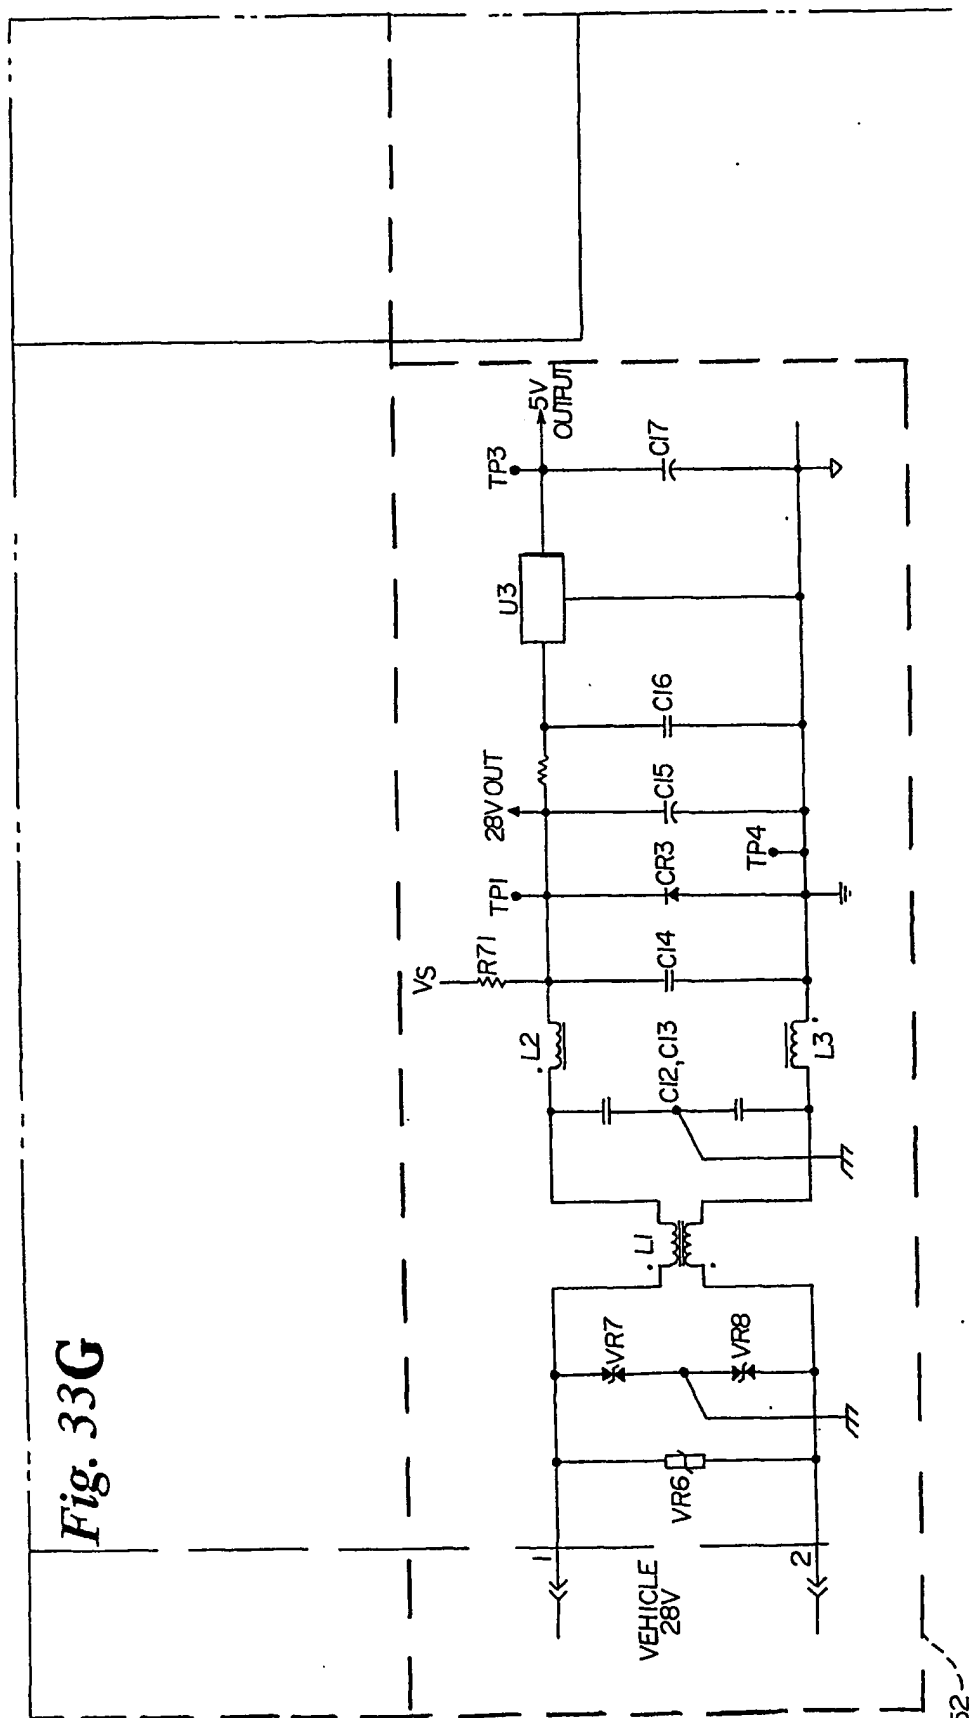 Fig. 33G
VEHICLE
28V
1
2
VR6
VR7
VR8
L1
C12,C13
L2
L3
VS
R71
C14
TP1
CR3
TP4
28V OUT
C15
C16
U3
TP3
5V
OUTPUT
C17
52